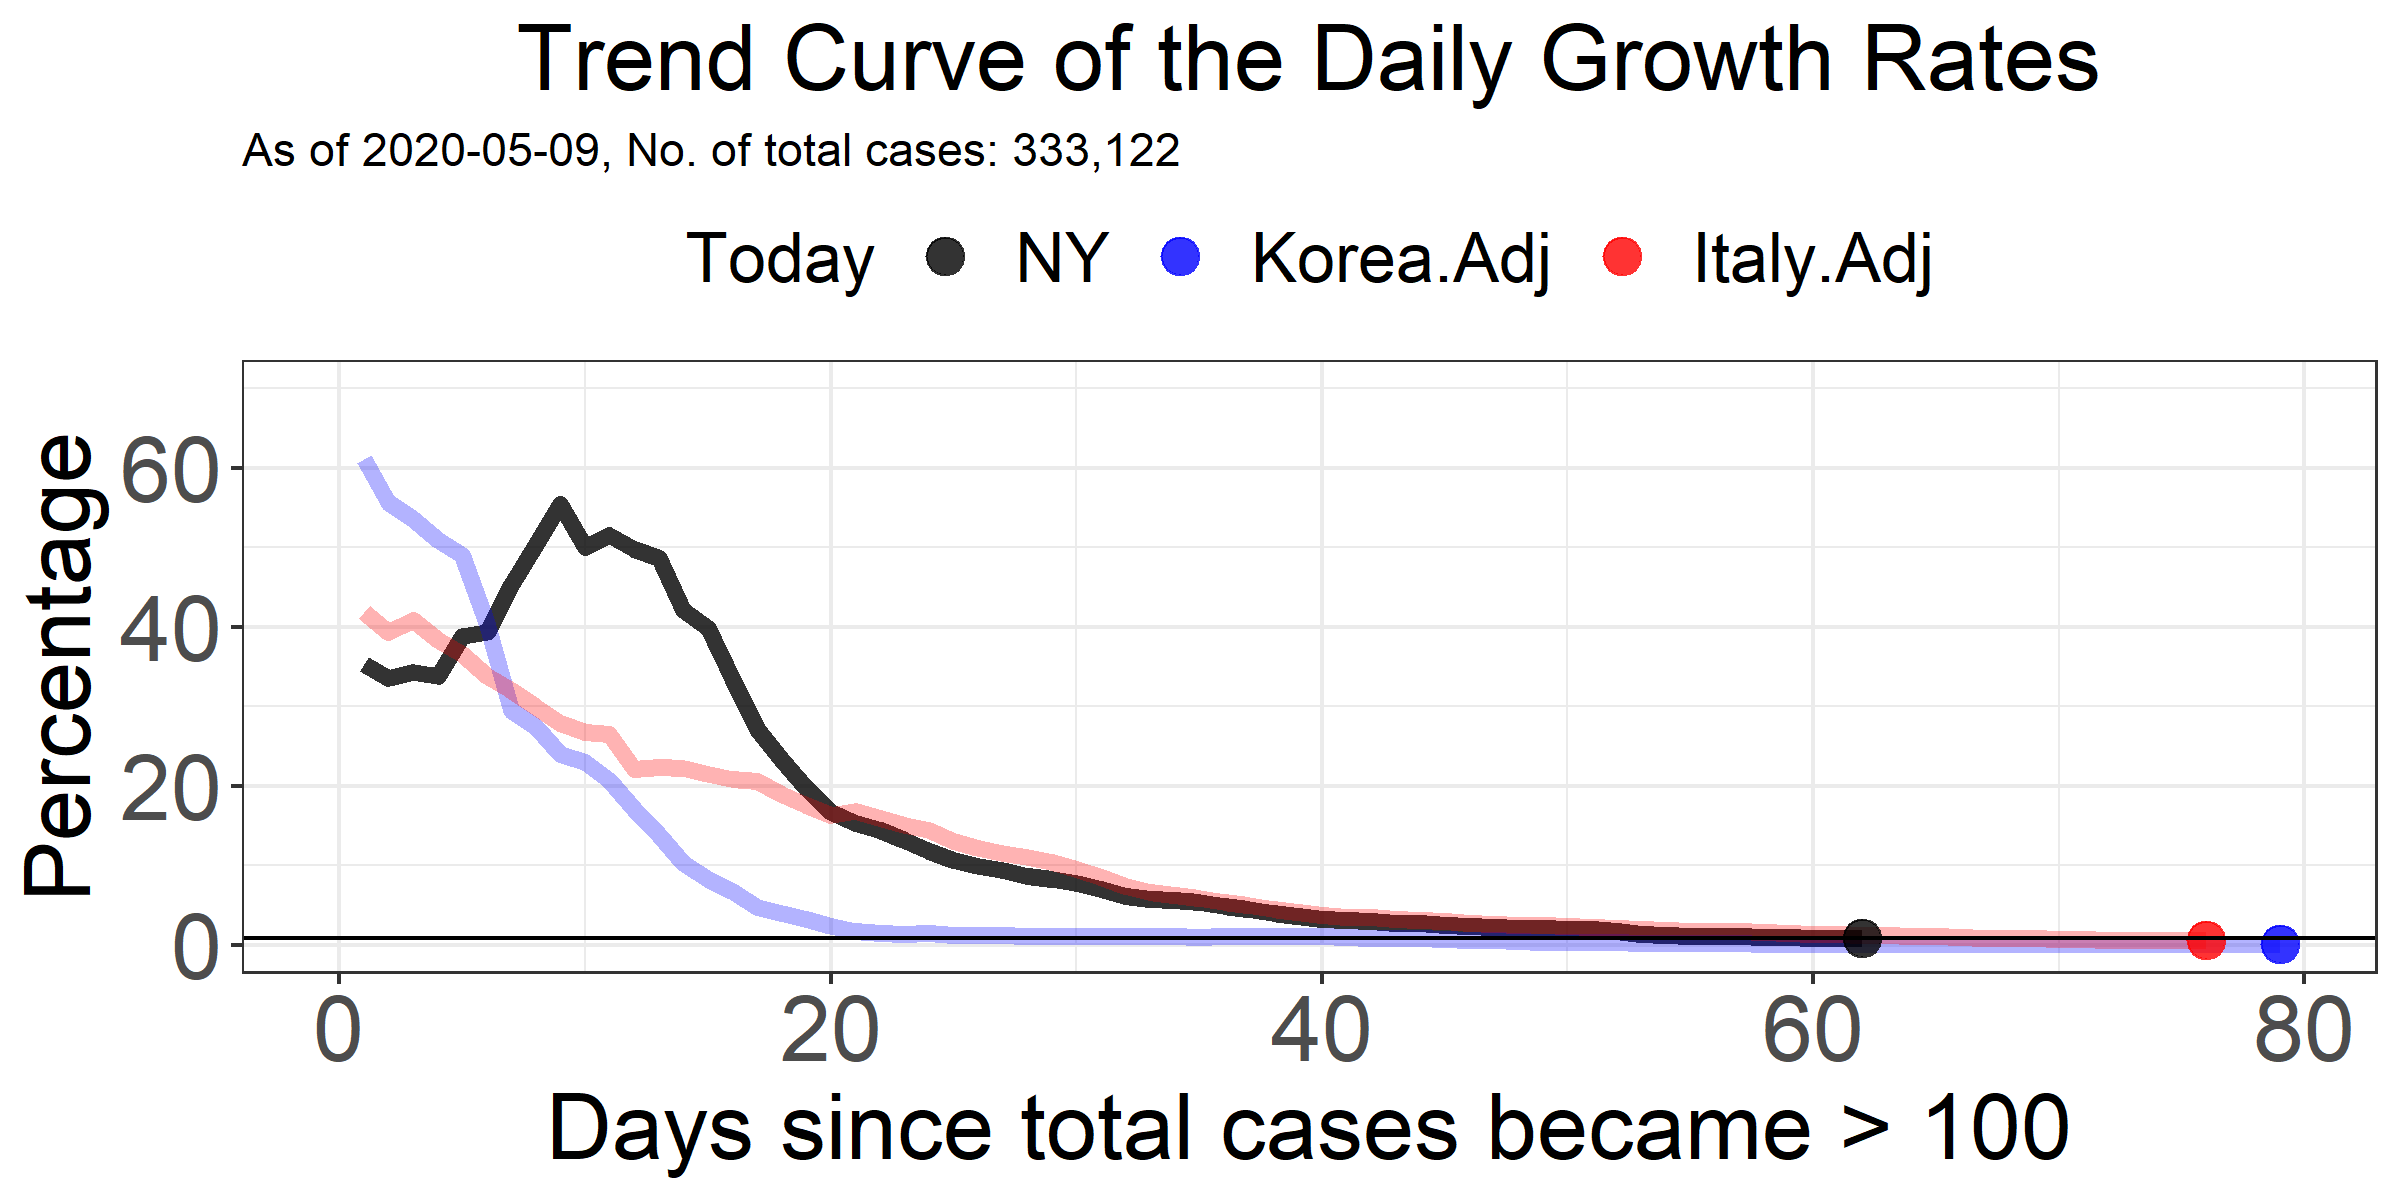 Trend Curve of the Daily Growth Rates
As of 2020-05-09, No. of total cases: 333,122
Today NY Korea.Adj Italy.Adj
Percentage
60
40
20
0
0 20 40 60 80
Days since total cases became > 100